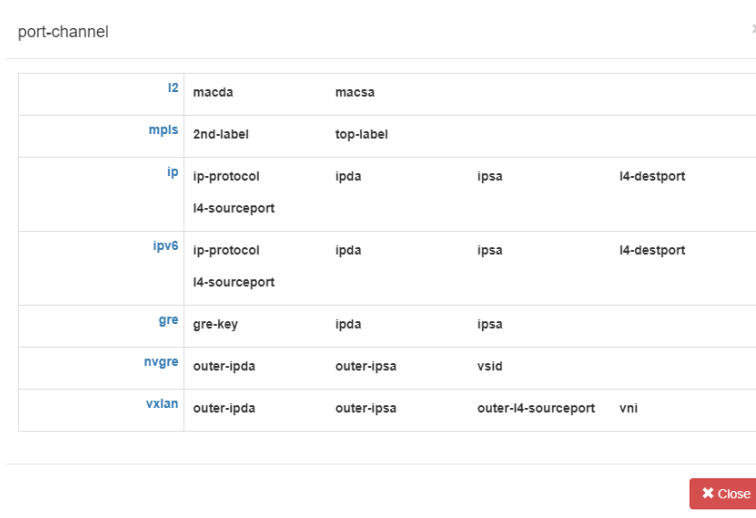 port-channel
l2 macda macsa
mpls 2nd-label top-label
ip ip-protocol ipda ipsa l4-destport
l4-sourceport
ipv6 ip-protocol ipda ipsa l4-destport
l4-sourceport
gre gre-key ipda ipsa
nvgre outer-ipda outer-ipsa vsid
vxlan outer-ipda outer-ipsa outer-l4-sourceport vni
Close